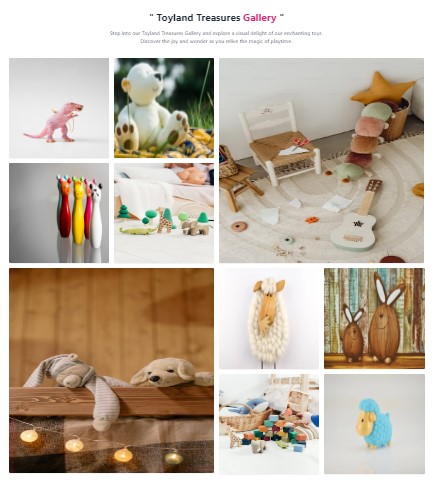 " Toyland Treasures Gallery "
Step into our Toyland Treasures Gallery and explore a visual delight of our enchanting toys.
Discover the joy and wonder as you relive the magic of playtime.